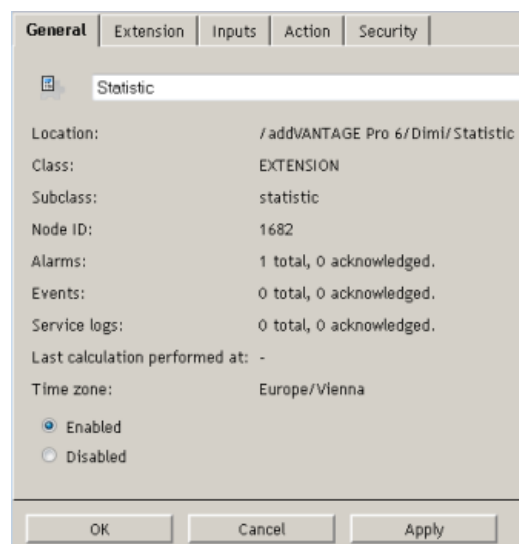 General Extension Inputs Action Security
Statistic
Location: /addVANTAGE Pro 6/Dimi/Statistic
Class: EXTENSION
Subclass: statistic
Node ID: 1682
Alarms: 1 total, 0 acknowledged.
Events: 0 total, 0 acknowledged.
Service logs: 0 total, 0 acknowledged.
Last calculation performed at: -
Time zone: Europe/Vienna
Enabled
Disabled
OK Cancel Apply